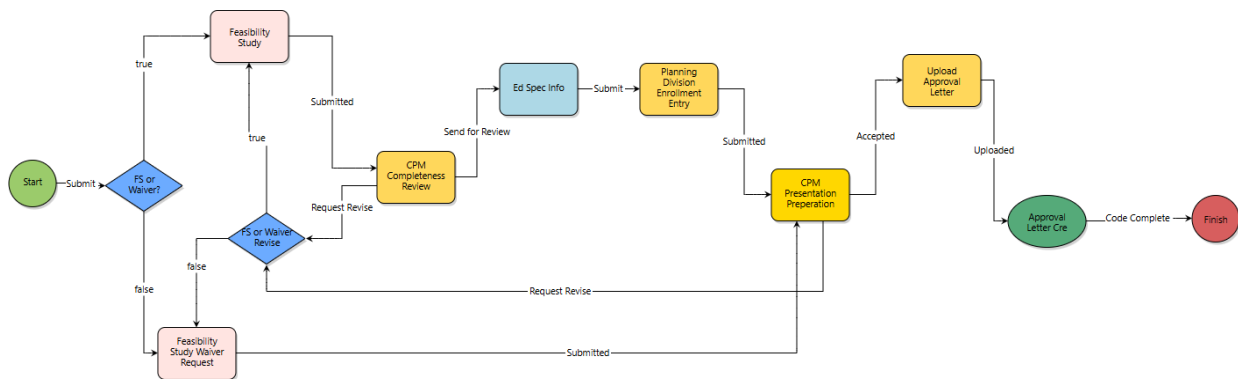 Feasibility
Study
true
Submitted
true
Start
Submit
FS or
Waiver?
CPM
Completeness
Review
Send for Review
Request Revise
FS or Waiver
Revise
false
false
Feasibility
Study Waiver
Request
Submitted
Ed Spec Info
Submit
Planning
Division
Enrollment
Entry
Submitted
CPM
Presentation
Preperation
Request Revise
Accepted
Upload
Approval
Letter
Uploaded
Approval
Letter Cre
Code Complete
Finish